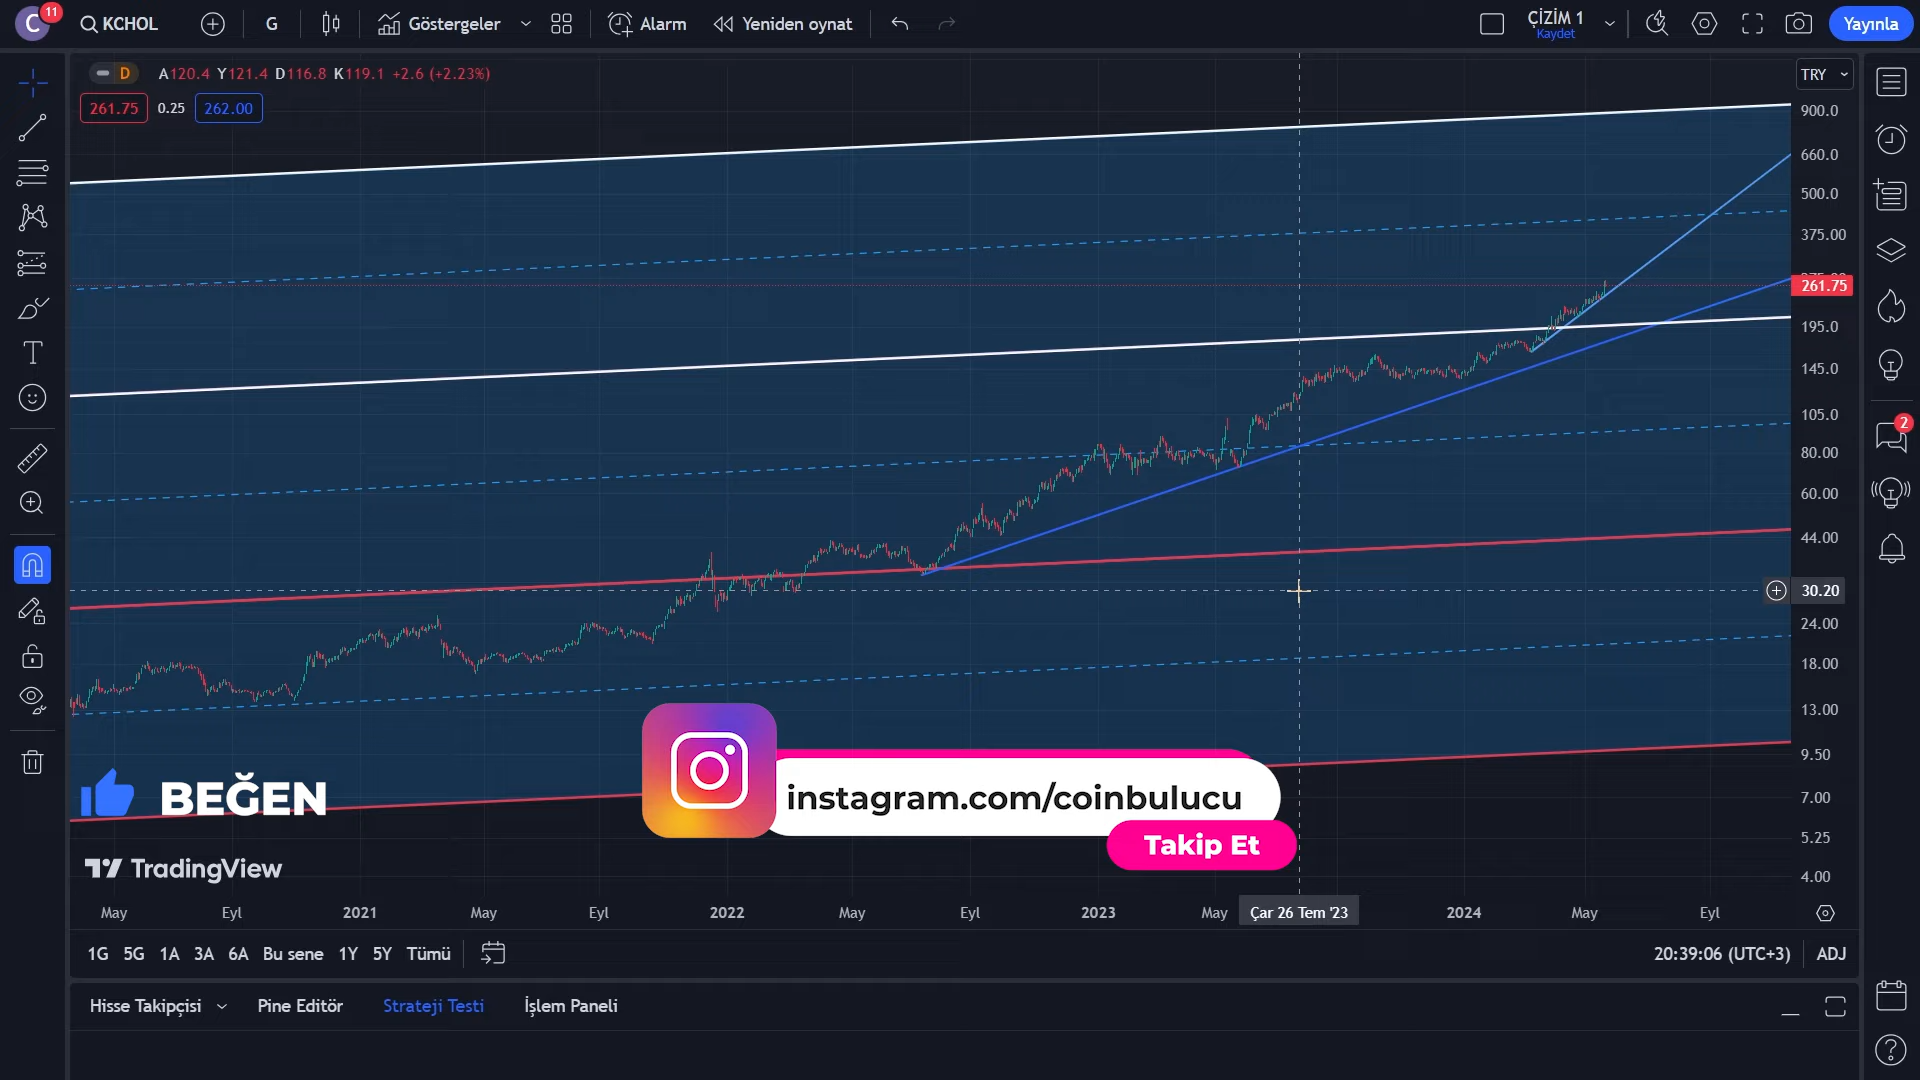 C 11 KCHOL G Göstergeler Alarm Yeniden oynat ÇİZİM 1 Yayınla
Kaydet
D A120.4 Y121.4 D116.8 K119.1 +2.6 (+2.23%) TRY
261.75 0.25 262.00
900.0
660.0
500.0
375.00
261.75
195.0
145.0
105.0
2
80.00
60.00
44.00
30.20
24.00
18.00
13.00
9.50
7.00
5.25
4.00
BEĞEN
instagram.com/coinbulucu
Takip Et
TradingView
May Eyl 2021 May Eyl 2022 May Eyl 2023 May Çar 26 Tem '23 2024 May Eyl
1G 5G 1A 3A 6A Bu sene 1Y 5Y Tümü 20:39:06 (UTC+3) ADJ
Hisse Takipçisi Pine Editör Strateji Testi İşlem Paneli